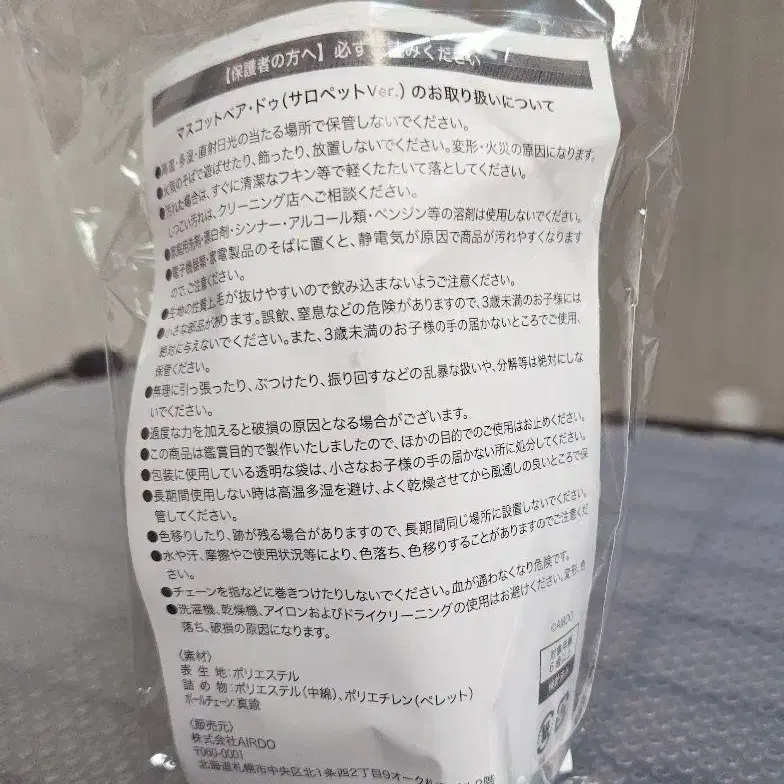 【保護者の方へ】必ず お読みください
マスコットベア・ドゥ(サロペットVer.)のお取り扱いについて
●高温・多湿・直射日光の当たる場所で保管しないでください。
●火気のそばで遊ばせたり、飾ったり、放置しないでください。変形・火災の原因になります。
●汚れた場合は、すぐに清潔なフキン等で軽くたたいて落としてください。
しつこい汚れは、クリーニング店へご相談ください。
●家庭用洗剤・漂白剤・シンナー・アルコール類・ベンジン等の溶剤は使用しないでください。
●電子機器類・家電製品のそばに置くと、静電気が原因で商品が汚れやすくなります
ので、ご注意ください。
●生地の性質上、毛が抜けやすいので飲み込まないようご注意ください。
●小さな部品があります。誤飲、窒息などの危険がありますので、3歳未満のお子様には
絶対に与えないでください。また、3歳未満のお子様の手の届かないところでご使用、
保管ください。
●無理に引っ張ったり、ぶつけたり、振り回すなどの乱暴な扱いや、分解等は絶対にしな
いでください。
●過度な力を加えると破損の原因となる場合がございます。
●この商品は鑑賞目的で製作いたしましたので、ほかの目的でのご使用はお止めください。
●包装に使用している透明な袋は、小さなお子様の手の届かない所に処分してください。
●長期間使用しない時は高温多湿を避け、よく乾燥させてから風通しの良いところで保
管してください。
●色移りしたり、跡が残る場合がありますので、長期間同じ場所に設置しないでください。
●水や汗、摩擦やご使用状況等により、色落ち、色移りすることがありますのでご注意くだ
さい。
●チェーンを指などに巻きつけたりしないでください。血が通わなくなり危険です。
●洗濯機、乾燥機、アイロンおよびドライクリーニングの使用はお避けください。変形、色
落ち、破損の原因になります。
〈素材〉
表 生 地:ポリエステル
詰 め 物:ポリエステル(中綿)、ポリエチレン(ペレット)
ボールチェーン:真鍮
〈販売元〉
株式会社AIRDO
〒060-0001
北海道札幌市中央区北1条西2丁目9オーク札
©AIRDO
対象年齢